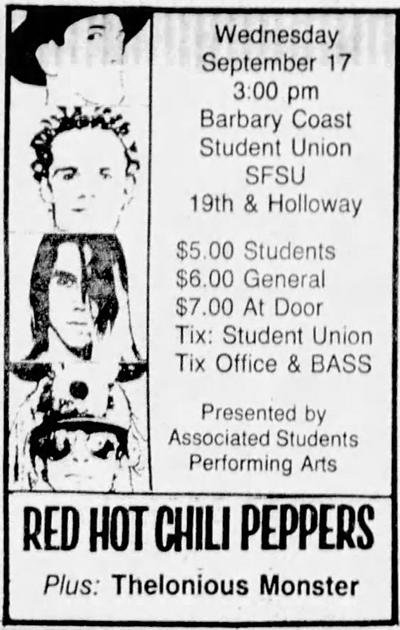 Wednesday
September 17
3:00 pm
Barbary Coast
Student Union
SFSU
19th & Holloway
$5.00 Students
$6.00 General
$7.00 At Door
Tix: Student Union
Tix Office & BASS
Presented by
Associated Students
Performing Arts
RED HOT CHILI PEPPERS
Plus: Thelonious Monster